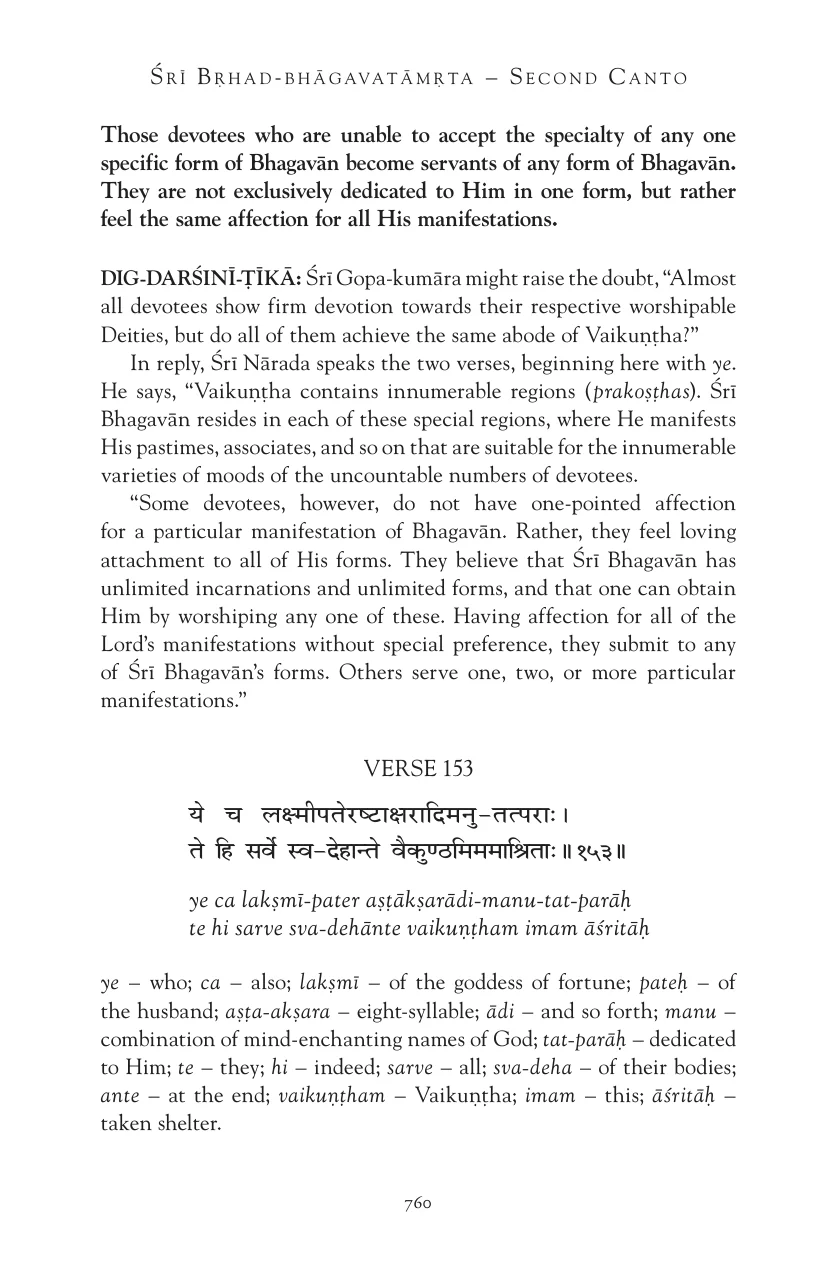 Śrī Bṛhad-bhāgavatāmṛta – Second Canto
Those devotees who are unable to accept the specialty of any one
specific form of Bhagavān become servants of any form of Bhagavān.
They are not exclusively dedicated to Him in one form, but rather
feel the same affection for all His manifestations.
DIG-DARŚINĪ-ṬĪKĀ: Śrī Gopa-kumāra might raise the doubt, “Almost
all devotees show firm devotion towards their respective worshipable
Deities, but do all of them achieve the same abode of Vaikuṇṭha?”
In reply, Śrī Nārada speaks the two verses, beginning here with ye.
He says, “Vaikuṇṭha contains innumerable regions (prakoṣṭhas). Śrī
Bhagavān resides in each of these special regions, where He manifests
His pastimes, associates, and so on that are suitable for the innumerable
varieties of moods of the uncountable numbers of devotees.
“Some devotees, however, do not have one-pointed affection
for a particular manifestation of Bhagavān. Rather, they feel loving
attachment to all of His forms. They believe that Śrī Bhagavān has
unlimited incarnations and unlimited forms, and that one can obtain
Him by worshiping any one of these. Having affection for all of the
Lord’s manifestations without special preference, they submit to any
of Śrī Bhagavān’s forms. Others serve one, two, or more particular
manifestations.”
VERSE 153
ये च लक्ष्मीपतेरष्टाक्षरादिमनु–तत्पराः।
ते हि सर्वे स्व–देहान्ते वैकुण्ठमिममाश्रिताः॥१५३॥
ye ca lakṣmī-pater aṣṭākṣarādi-manu-tat-parāḥ
te hi sarve sva-dehānte vaikuṇṭham imam āśritāḥ
ye – who; ca – also; lakṣmī – of the goddess of fortune; pateḥ – of
the husband; aṣṭa-akṣara – eight-syllable; ādi – and so forth; manu –
combination of mind-enchanting names of God; tat-parāḥ – dedicated
to Him; te – they; hi – indeed; sarve – all; sva-deha – of their bodies;
ante – at the end; vaikuṇṭham – Vaikuṇṭha; imam – this; āśritāḥ –
taken shelter.
760